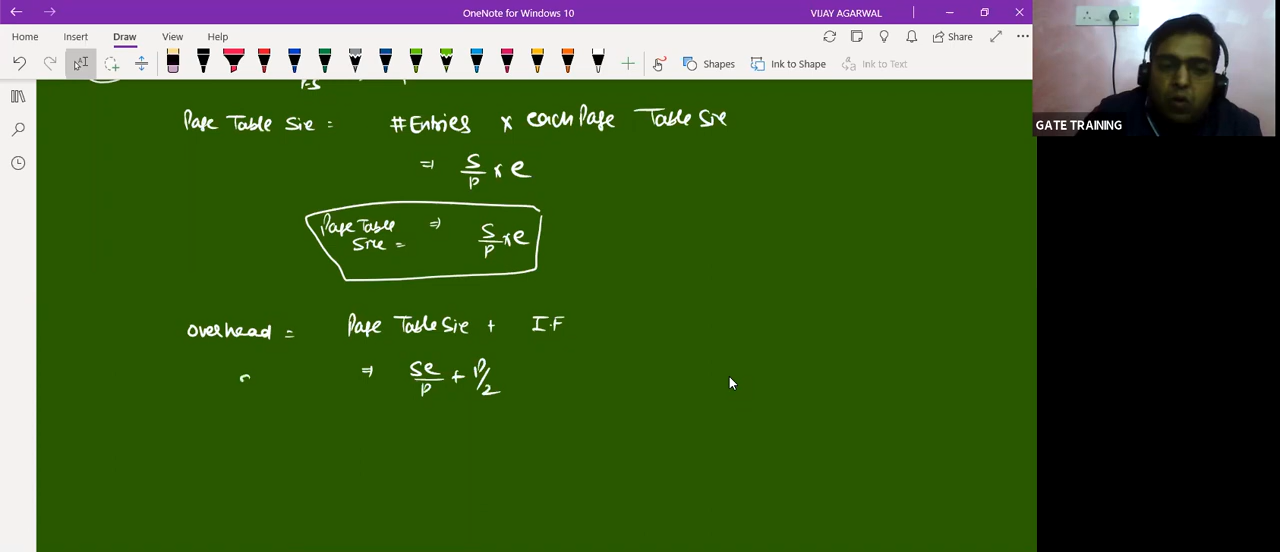 OneNote for Windows 10
VIJAY AGARWAL
Home Insert Draw View Help
Share
Shapes Ink to Shape Ink to Text
GATE TRAINING
Page Table Size = #Entries x each Page Table Size
⇒ S/P x e
Page Table Size = ⇒ S/P x e
overhead = Page Table Size + I.F
⇒ Se/P + P/2